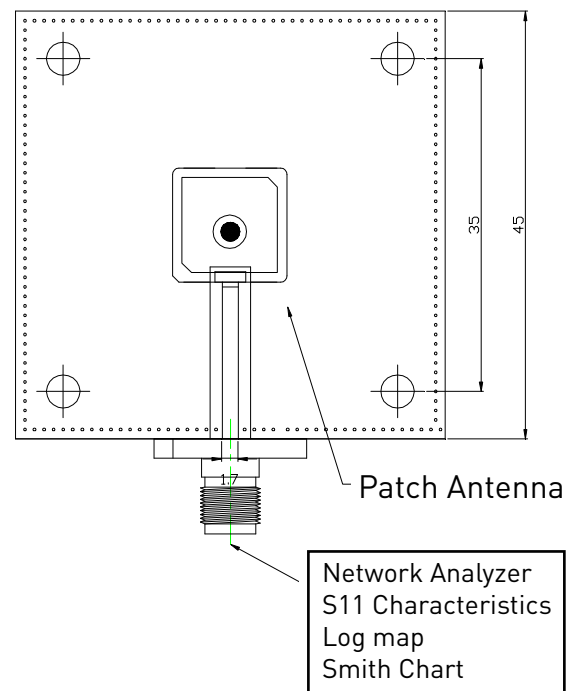 35
45
1.7
Patch Antenna
Network Analyzer
S11 Characteristics
Log map
Smith Chart